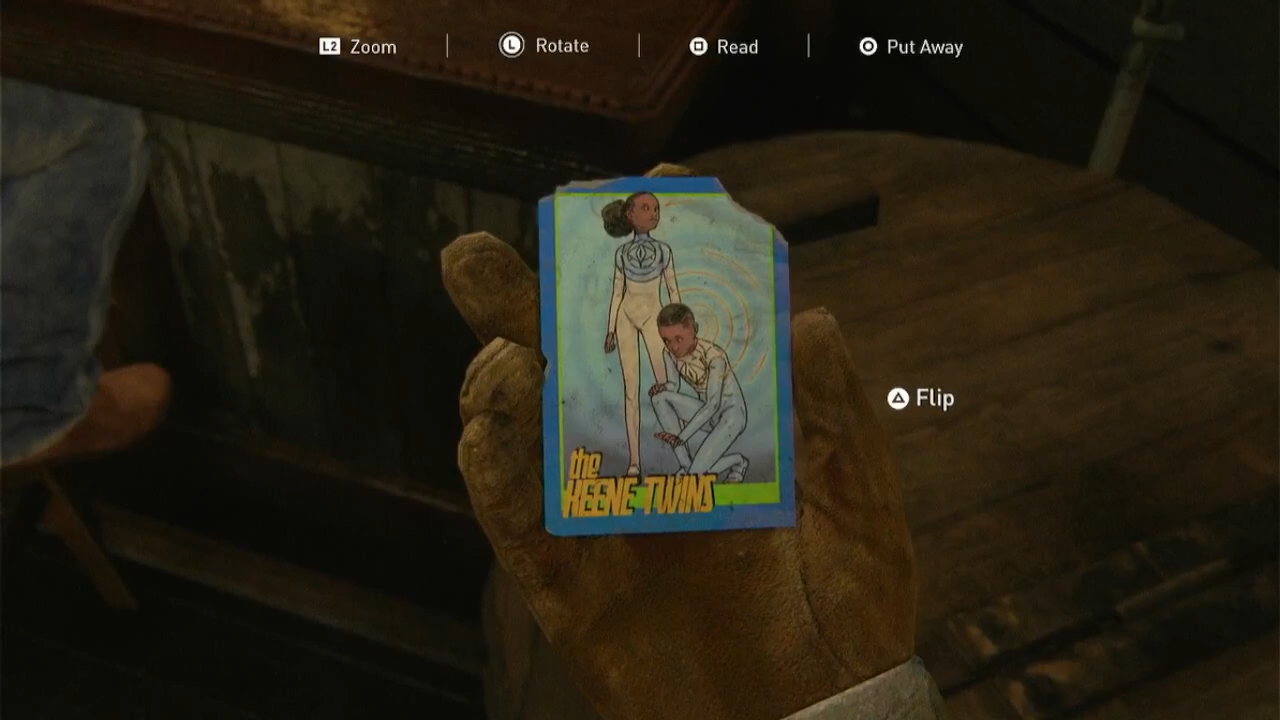 L2 Zoom
L Rotate
Read
Put Away
Flip
the
KEENE TWINS